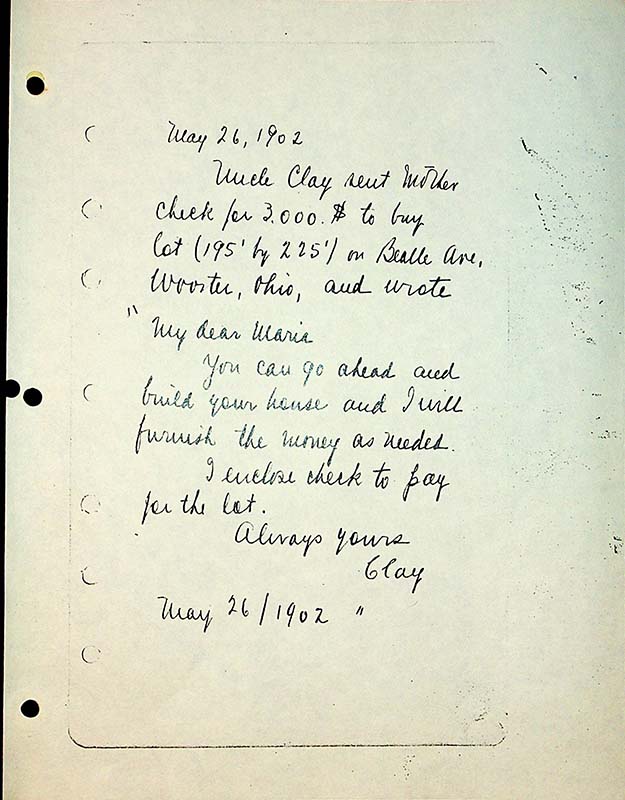 May 26, 1902
Uncle Clay sent Mother
check for 3.000.$ to buy
lot (195' by 225') on Bealle Ave,
Wooster, Ohio, and wrote
"My dear Maria
You can go ahead and
build your house and I will
furnish the money as needed.
I enclose check to pay
for the lot.
Always yours
Clay
May 26/1902 "